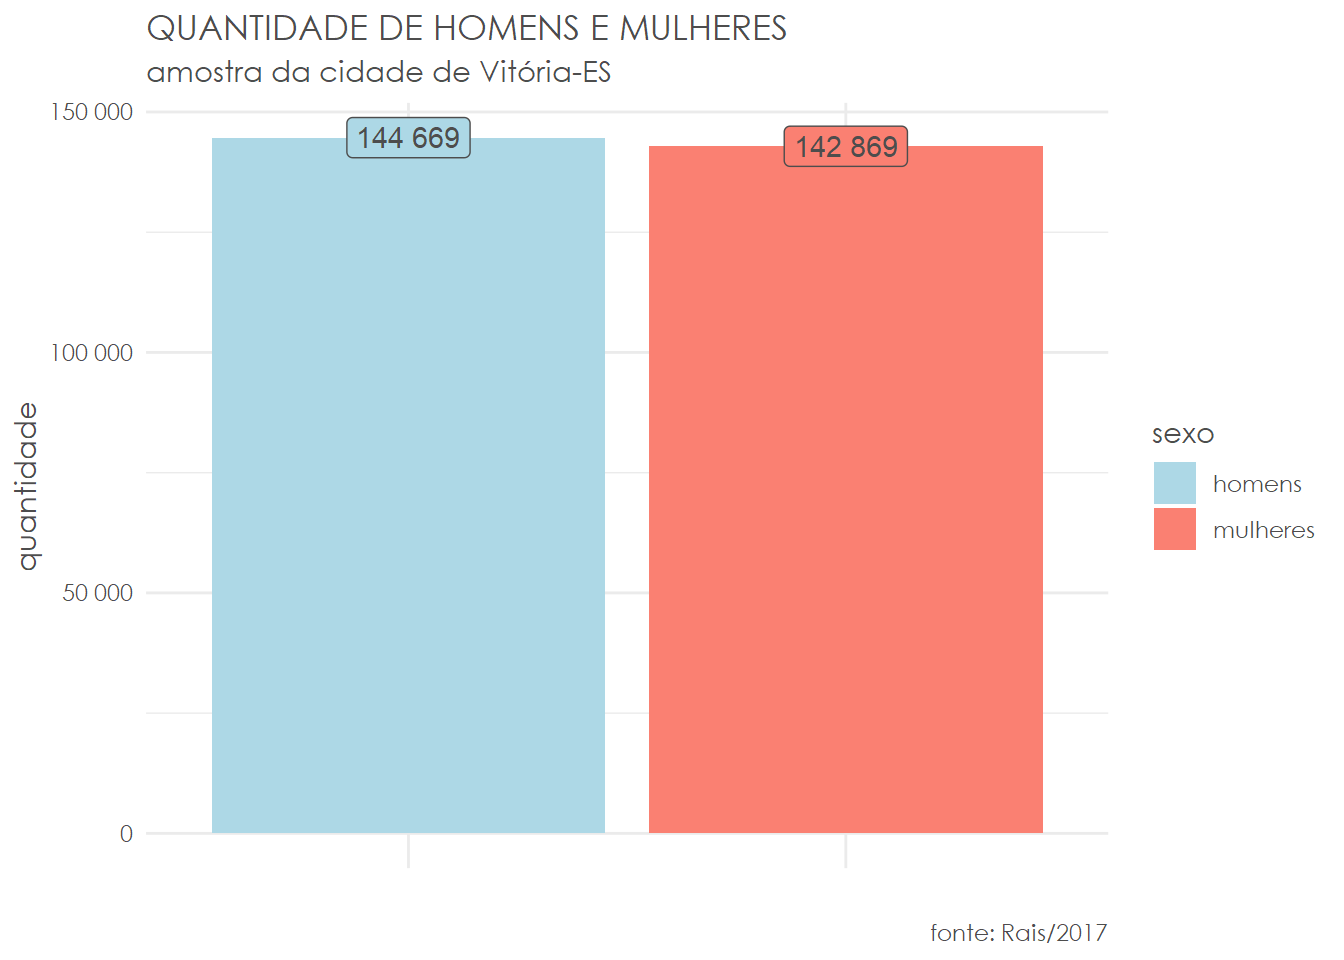 QUANTIDADE DE HOMENS E MULHERES
amostra da cidade de Vitória-ES
150 000
144 669
142 869
100 000
50 000
0
quantidade
sexo
homens
mulheres
fonte: Rais/2017